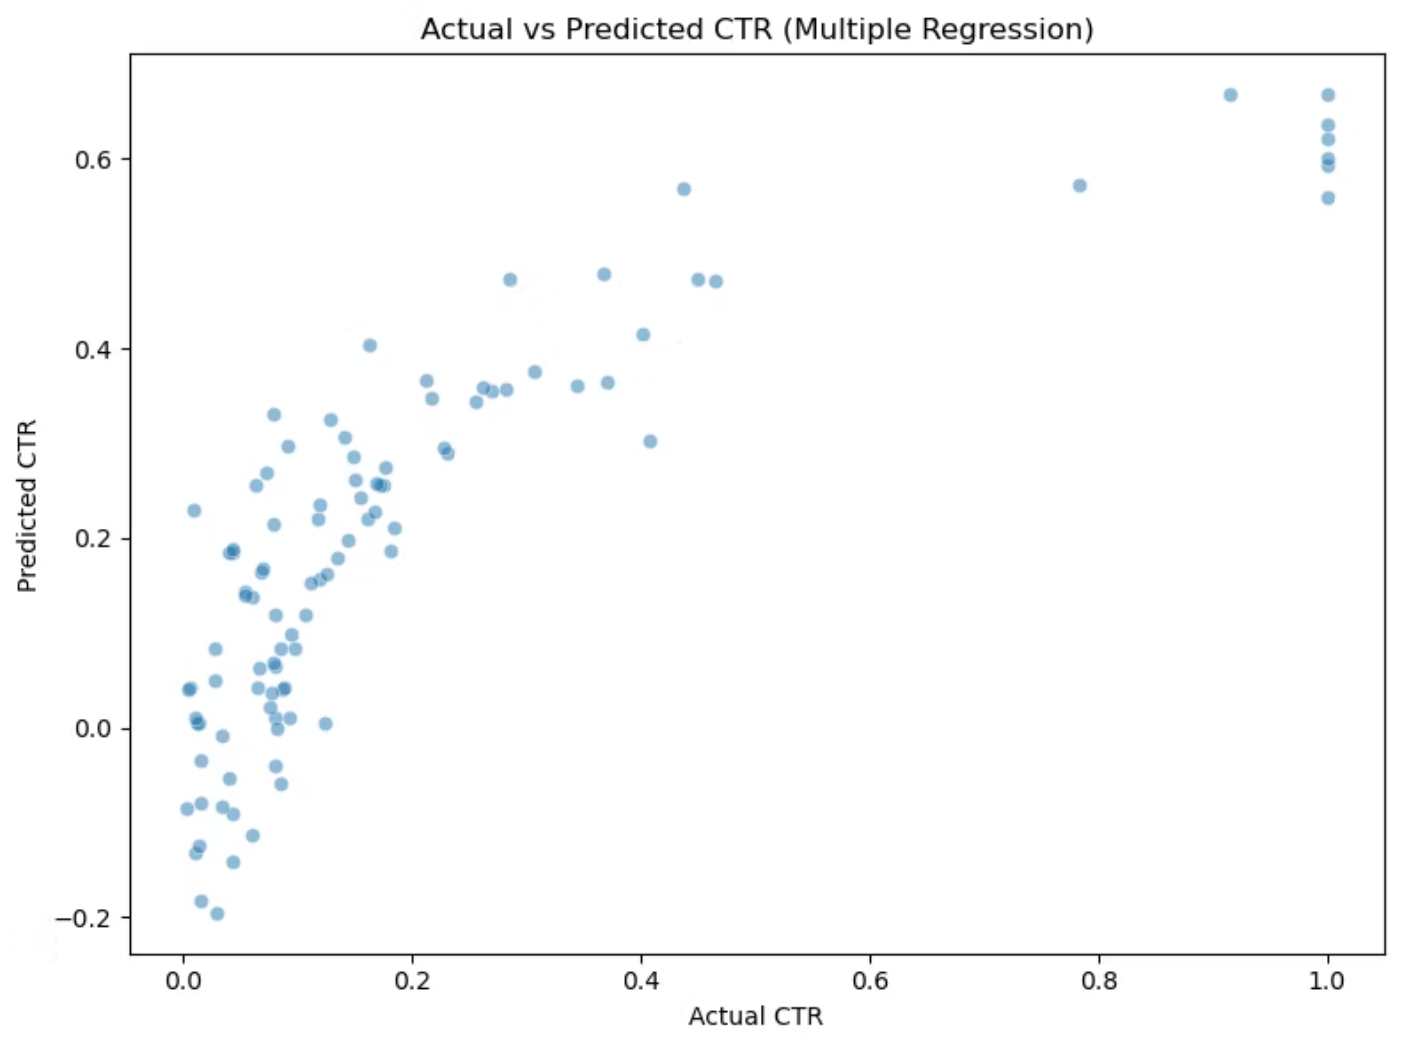 Actual vs Predicted CTR (Multiple Regression)
Predicted CTR
0.6
0.4
0.2
0.0
−0.2
0.0 0.2 0.4 0.6 0.8 1.0
Actual CTR